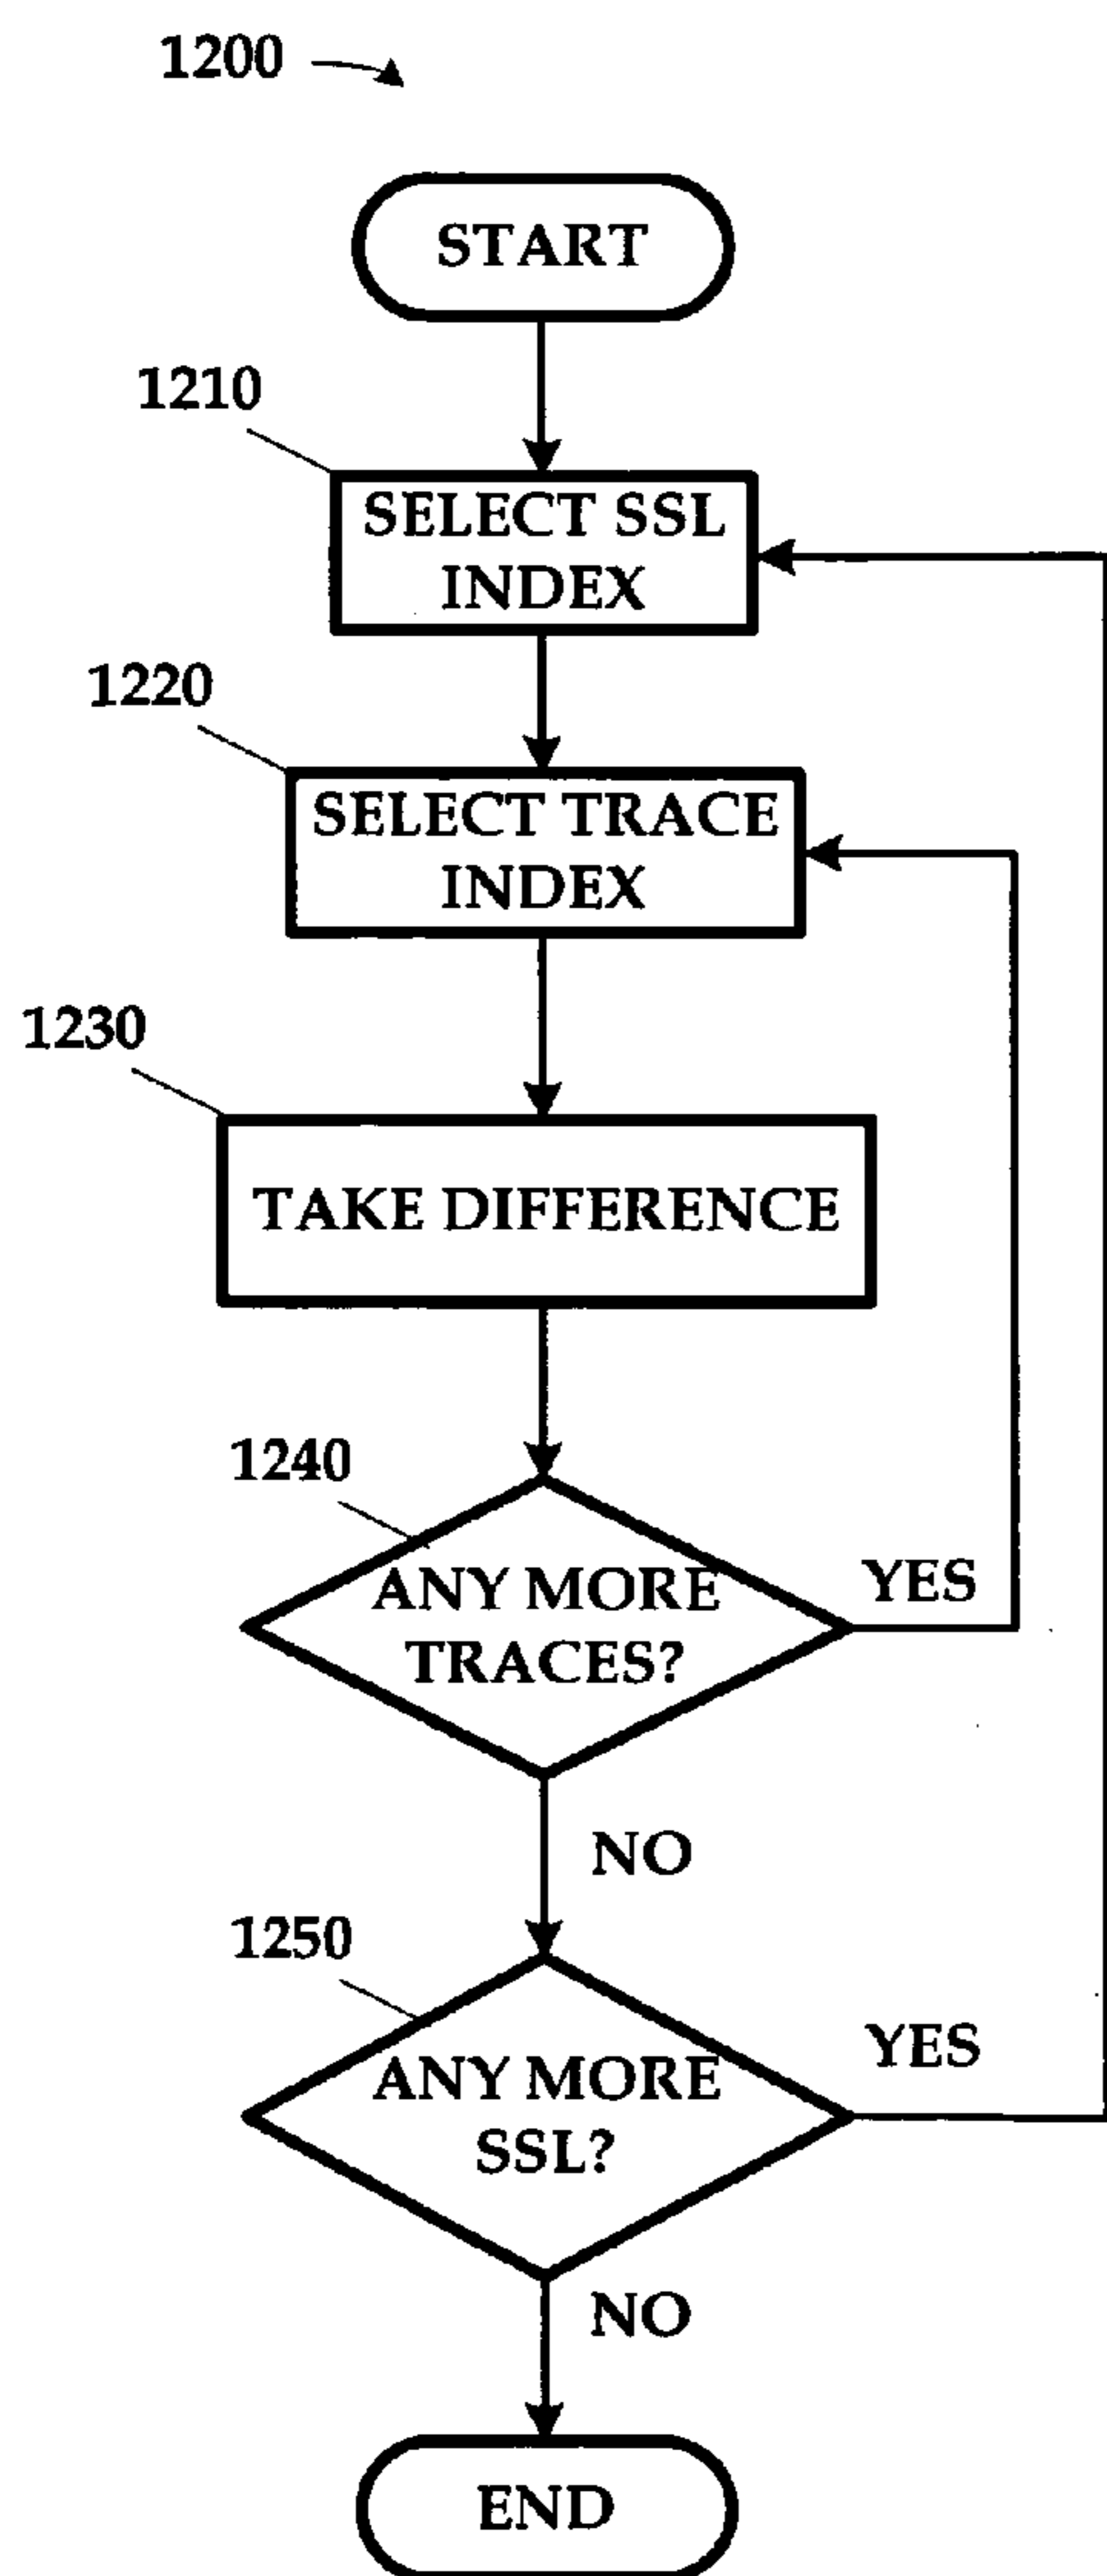 1200
START
1210
SELECT SSL
INDEX
1220
SELECT TRACE
INDEX
1230
TAKE DIFFERENCE
1240
ANY MORE
TRACES?
YES
NO
1250
ANY MORE
SSL?
YES
NO
END